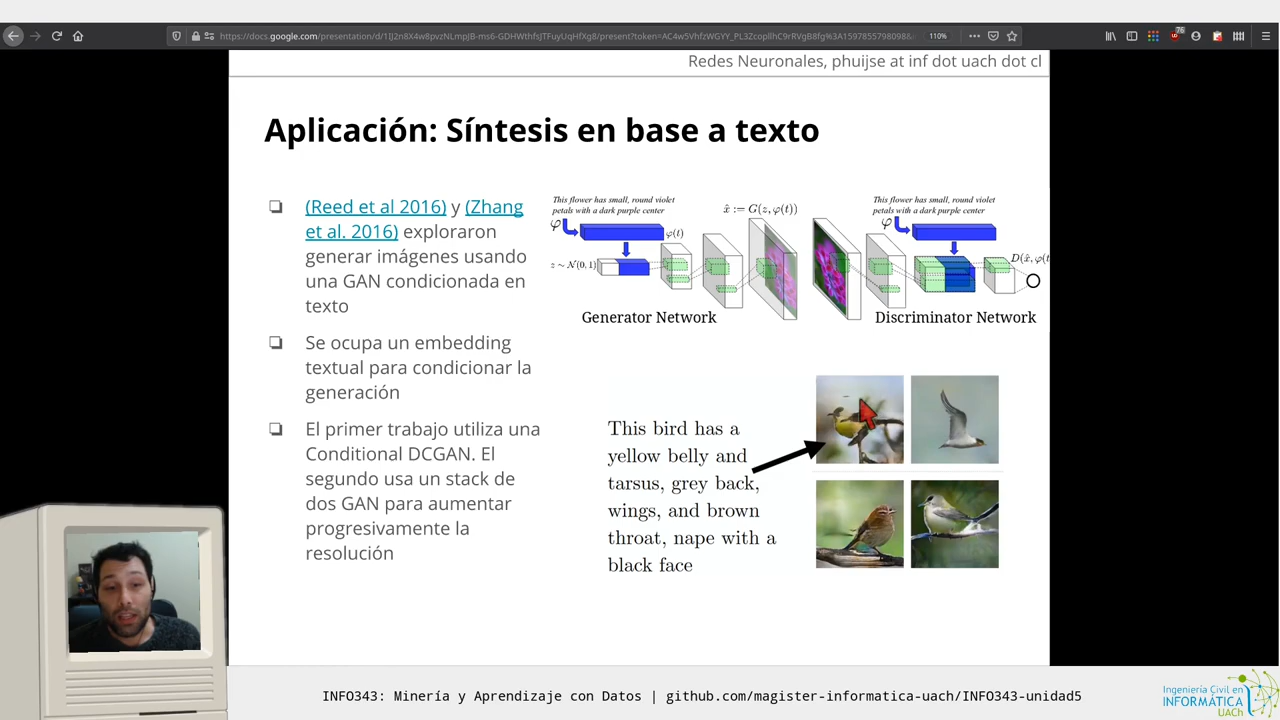 110%
Redes Neuronales, phuijse at inf dot uach dot cl
Aplicación: Síntesis en base a texto
(Reed et al 2016) y (Zhang
et al. 2016) exploraron
generar imágenes usando
una GAN condicionada en
texto
Se ocupa un embedding
textual para condicionar la
generación
El primer trabajo utiliza una
Conditional DCGAN. El
segundo usa un stack de
dos GAN para aumentar
progresivamente la
resolución
This flower has small, round violet
petals with a dark purple center
φ
φ(t)
z ~ N(0,1)
x̂ := G(z, φ(t))
Generator Network
This flower has small, round violet
petals with a dark purple center
φ
D(x̂, φ(t
Discriminator Network
This bird has a
yellow belly and
tarsus, grey back,
wings, and brown
throat, nape with a
black face
INFO343: Minería y Aprendizaje con Datos | github.com/magister-informatica-uach/INFO343-unidad5
Ingeniería Civil en
INFORMÁTICA
UACh